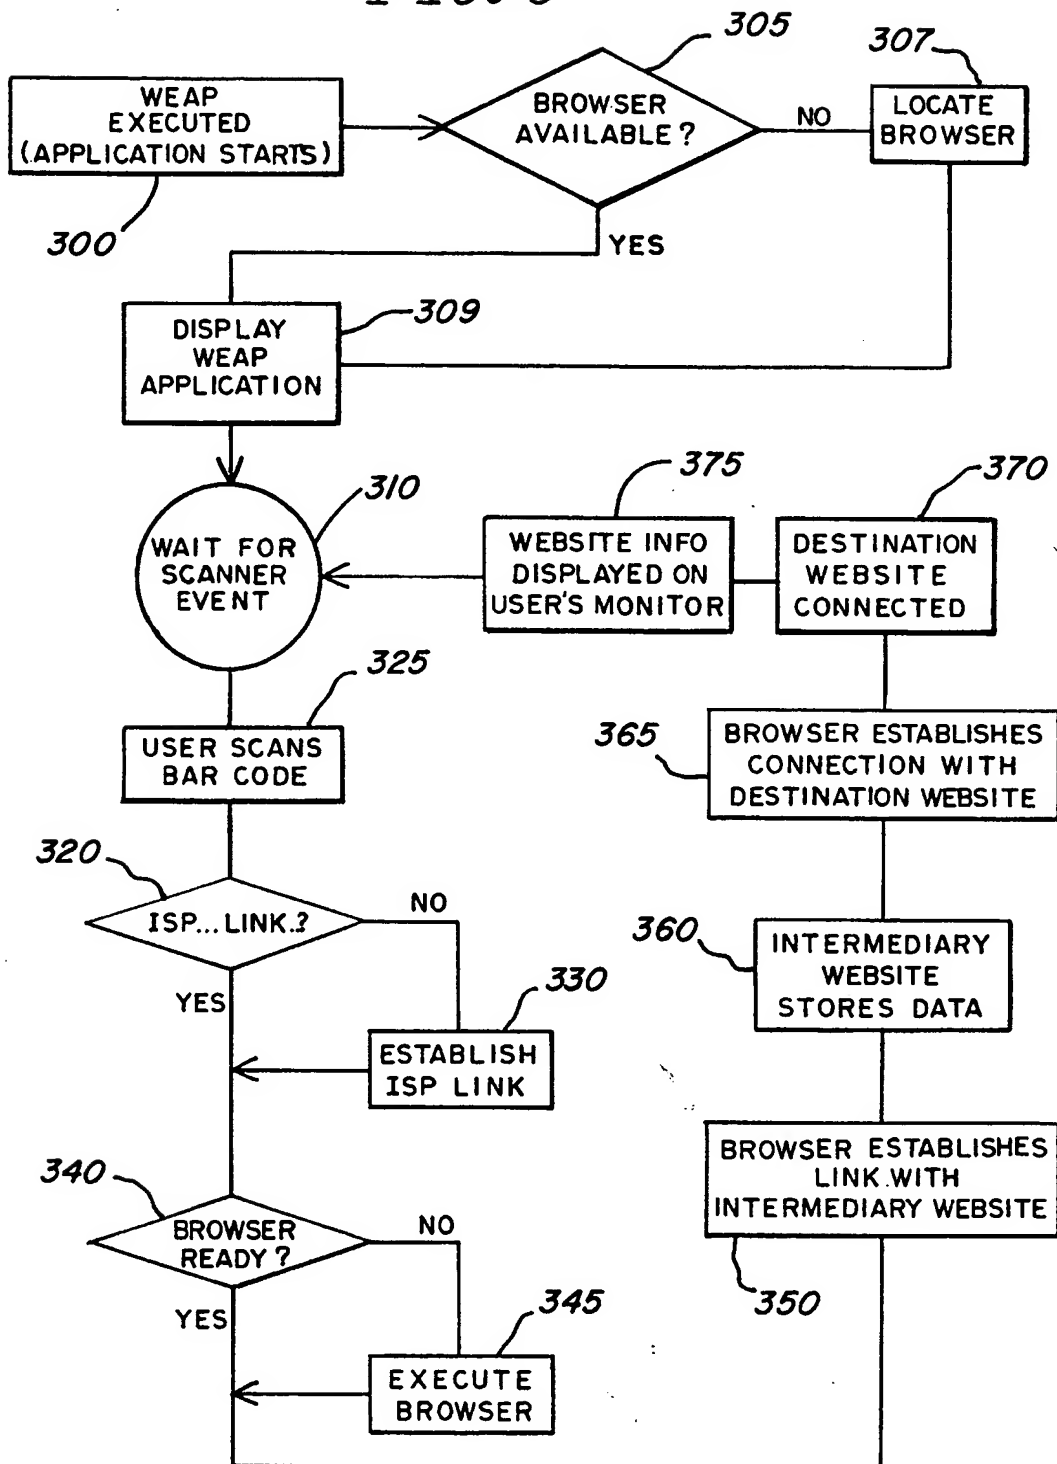 305
307
WEAP
EXECUTED
(APPLICATION STARTS)
BROWSER
AVAILABLE?
NO
LOCATE
BROWSER
300
YES
309
DISPLAY
WEAP
APPLICATION
310
375
370
WAIT FOR
SCANNER
EVENT
WEBSITE INFO
DISPLAYED ON
USER'S MONITOR
DESTINATION
WEBSITE
CONNECTED
325
USER SCANS
BAR CODE
365
BROWSER ESTABLISHES
CONNECTION WITH
DESTINATION WEBSITE
320
ISP... LINK.?
NO
YES
330
ESTABLISH
ISP LINK
360
INTERMEDIARY
WEBSITE
STORES DATA
340
BROWSER
READY?
NO
YES
345
EXECUTE
BROWSER
BROWSER ESTABLISHES
LINK WITH
INTERMEDIARY WEBSITE
350